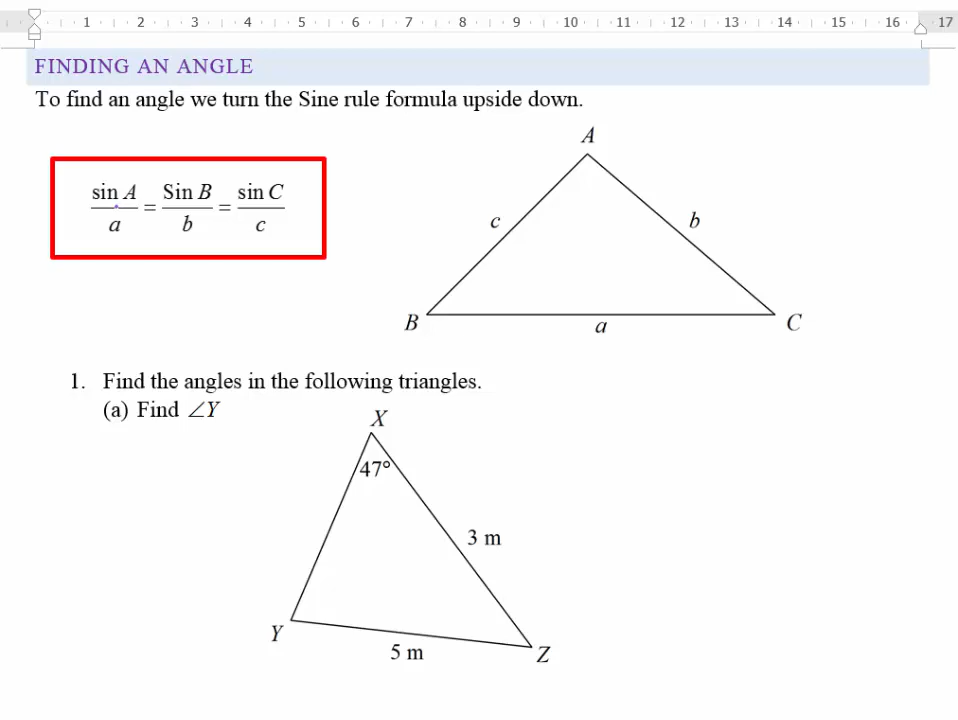 1 2 3 4 5 6 7 8 9 10 11 12 13 14 15 16 17
FINDING AN ANGLE
To find an angle we turn the Sine rule formula upside down.
sin A / a = Sin B / b = sin C / c
A
c
b
B
a
C
1. Find the angles in the following triangles.
(a) Find ∠Y
X
47°
3 m
Y
5 m
Z